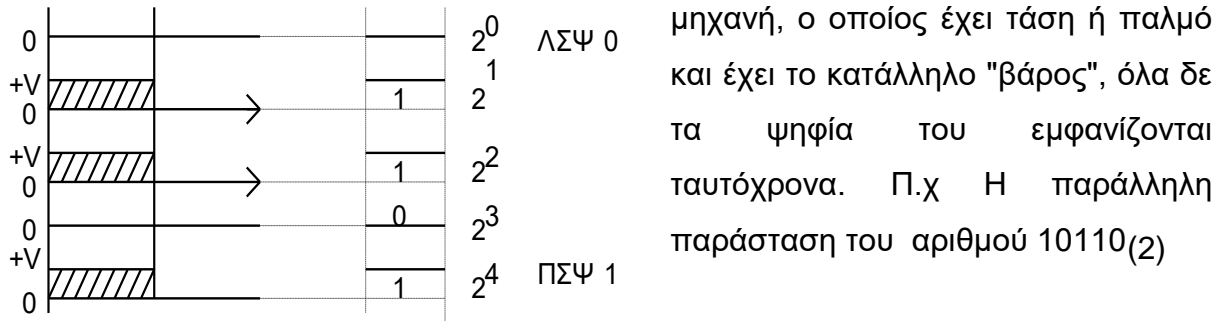 0 2^0 ΛΣΨ 0
+V
0 1 2^1
+V
0 1 2^2
0 0 2^3
+V
0 1 2^4 ΠΣΨ 1
μηχανή, ο οποίος έχει τάση ή παλμό
και έχει το κατάλληλο "βάρος", όλα δε
τα ψηφία του εμφανίζονται
ταυτόχρονα. Π.χ Η παράλληλη
παράσταση του αριθμού 10110(2)